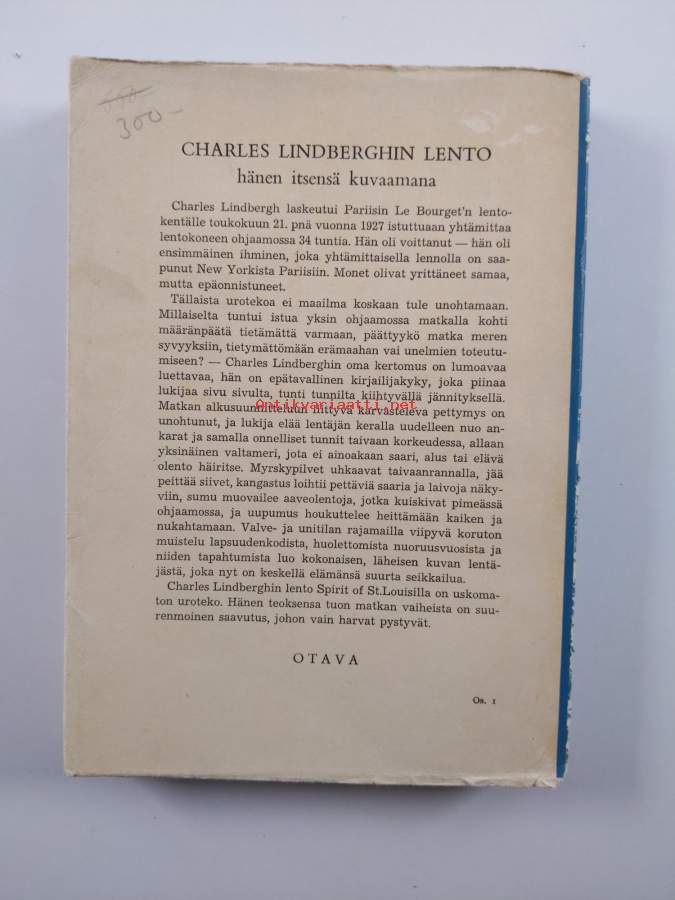 300-
CHARLES LINDBERGHIN LENTO
hänen itsensä kuvaamana
Charles Lindbergh laskeutui Pariisin Le Bourget'n lento-
kentälle toukokuun 21. pnä vuonna 1927 istuttuaan yhtämittaa
lentokoneen ohjaamossa 34 tuntia. Hän oli voittanut — hän oli
ensimmäinen ihminen, joka yhtämittaisella lennolla on saa-
punut New Yorkista Pariisiin. Monet olivat yrittäneet samaa,
mutta epäonnistuneet.
Tällaista urotekoa ei maailma koskaan tule unohtamaan.
Millaiselta tuntui istua yksin ohjaamossa matkalla kohti
määränpäätä tietämättä varmaan, päättyykö matka meren
syvyyksiin, tietymättömään erämaahan vai unelmien toteutu-
miseen? — Charles Lindberghin oma kertomus on lumoavaa
luettavaa, hän on epätavallinen kirjailijakyky, joka piinaa
lukijaa sivu sivulta, tunti tunnilta kiihtyvällä jännityksellä.
Antikvariaatti.net
Matkan alkusuunnitteluun liittyvä karvasteleva pettymys on
unohtunut, ja lukija elää lentäjän keralla uudelleen nuo an-
karat ja samalla onnelliset tunnit taivaan korkeudessa, allaan
yksinäinen valtameri, jota ei ainoakaan saari, alus tai elävä
olento häiritse. Myrskypilvet uhkaavat taivaanrannalla, jää
peittää siivet, kangastus loihtii pettäviä saaria ja laivoja näky-
viin, sumu muovailee aaveolentoja, jotka kuiskivat pimeässä
ohjaamossa, ja uupumus houkuttelee heittämään kaiken ja
nukahtamaan. Valve- ja unitilan rajamailla viipyvä koruton
muistelu lapsuudenkodista, huolettomista nuoruusvuosista ja
niiden tapahtumista luo kokonaisen, läheisen kuvan lentä-
jästä, joka nyt on keskellä elämänsä suurta seikkailua.
Charles Lindberghin lento Spirit of St.Louisilla on uskoma-
ton uroteko. Hänen teoksensa tuon matkan vaiheista on suu-
renmoinen saavutus, johon vain harvat pystyvät.
OTAVA
Os. 1